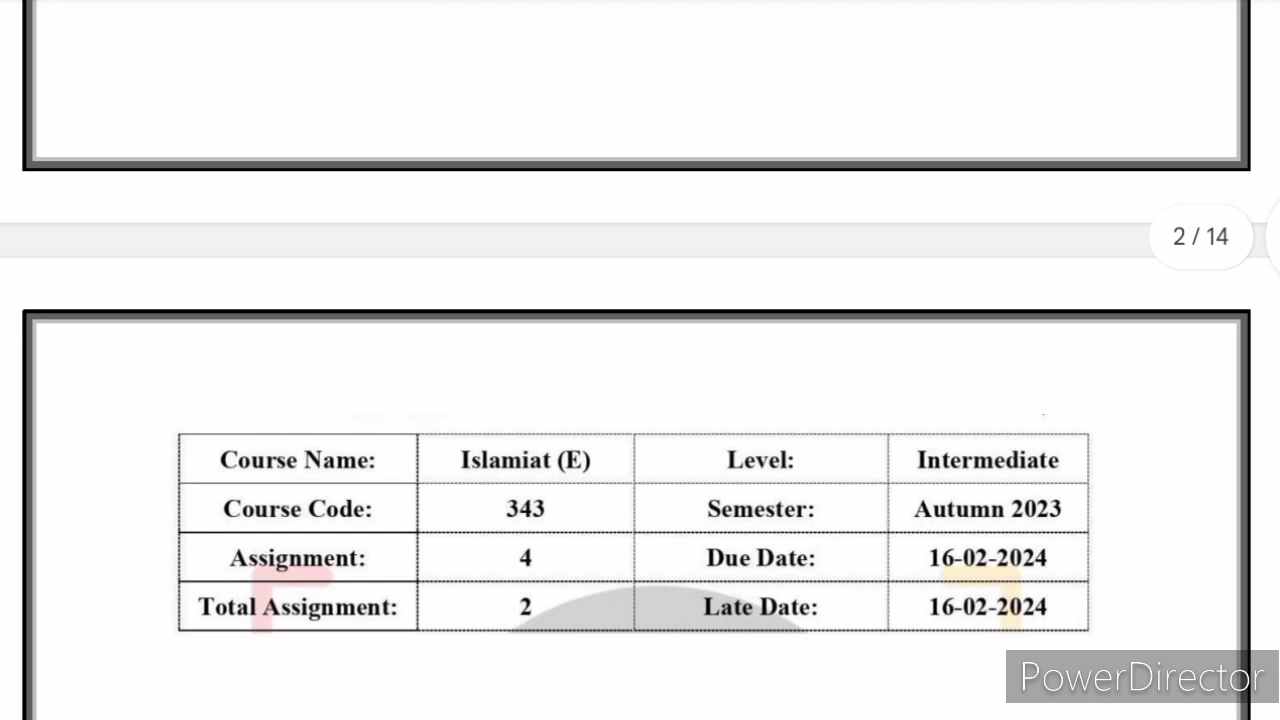 2 / 14
Course Name: Islamiat (E) Level: Intermediate
Course Code: 343 Semester: Autumn 2023
Assignment: 4 Due Date: 16-02-2024
Total Assignment: 2 Late Date: 16-02-2024
PowerDirector